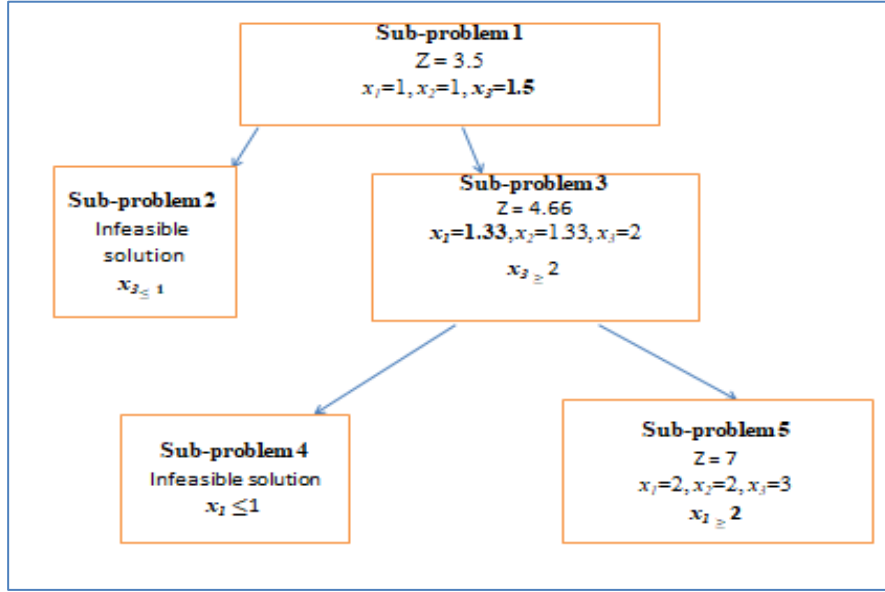 Sub-problem 1
Z = 3.5
x₁=1, x₂=1, x₃=1.5
Sub-problem 2
Infeasible
solution
x₃ ≤ 1
Sub-problem 3
Z = 4.66
x₁=1.33, x₂=1.33, x₃=2
x₃ ≥ 2
Sub-problem 4
Infeasible solution
x₁ ≤1
Sub-problem 5
Z = 7
x₁=2, x₂=2, x₃=3
x₁ ≥ 2